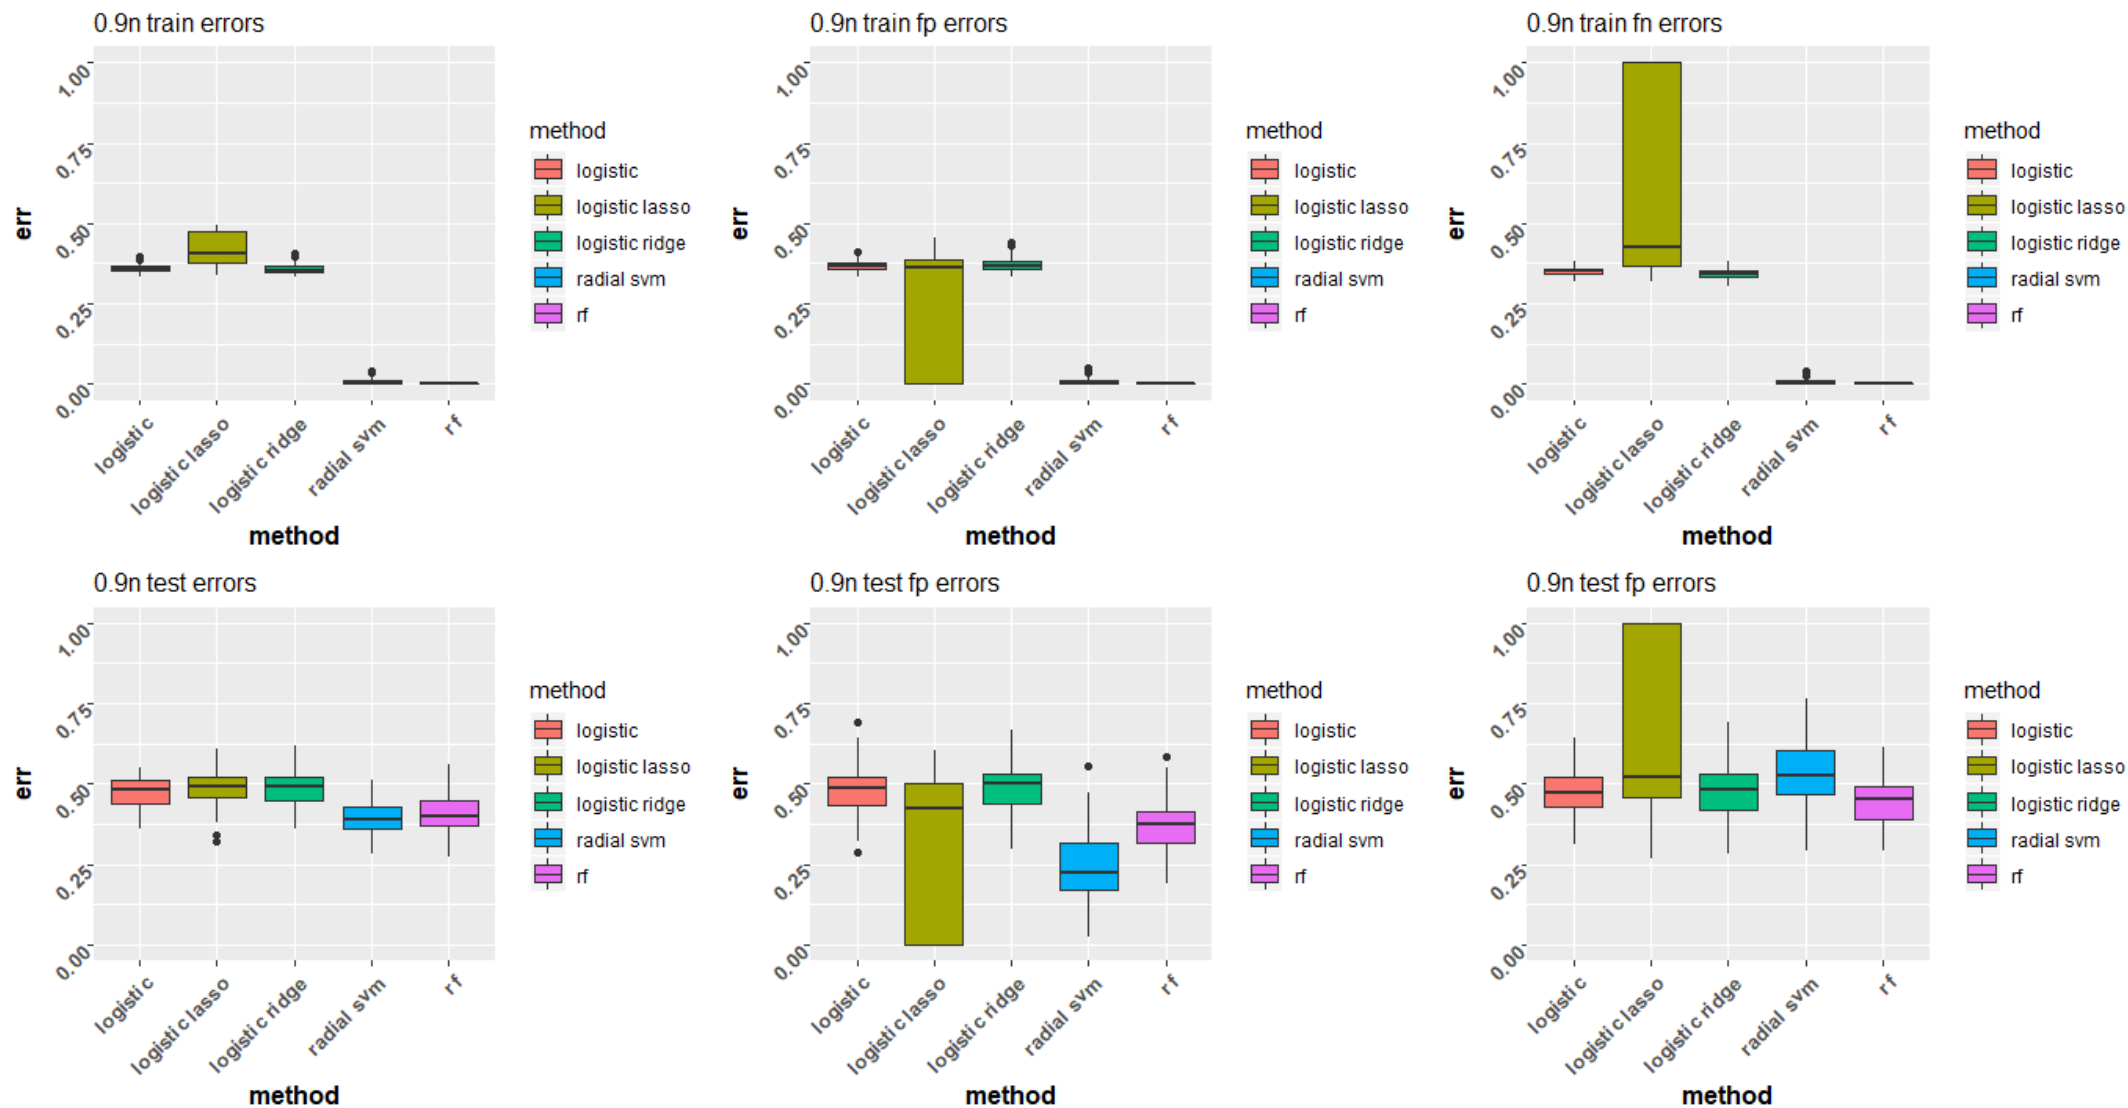 0.9n train errors
err
1.00
0.75
0.50
0.25
0.00
logistic
logistic lasso
logistic ridge
radial svm
rf
method
method
logistic
logistic lasso
logistic ridge
radial svm
rf
0.9n train fp errors
err
1.00
0.75
0.50
0.25
0.00
logistic
logistic lasso
logistic ridge
radial svm
rf
method
method
logistic
logistic lasso
logistic ridge
radial svm
rf
0.9n train fn errors
err
1.00
0.75
0.50
0.25
0.00
logistic
logistic lasso
logistic ridge
radial svm
rf
method
method
logistic
logistic lasso
logistic ridge
radial svm
rf
0.9n test errors
err
1.00
0.75
0.50
0.25
0.00
logistic
logistic lasso
logistic ridge
radial svm
rf
method
method
logistic
logistic lasso
logistic ridge
radial svm
rf
0.9n test fp errors
err
1.00
0.75
0.50
0.25
0.00
logistic
logistic lasso
logistic ridge
radial svm
rf
method
method
logistic
logistic lasso
logistic ridge
radial svm
rf
0.9n test fp errors
err
1.00
0.75
0.50
0.25
0.00
logistic
logistic lasso
logistic ridge
radial svm
rf
method
method
logistic
logistic lasso
logistic ridge
radial svm
rf